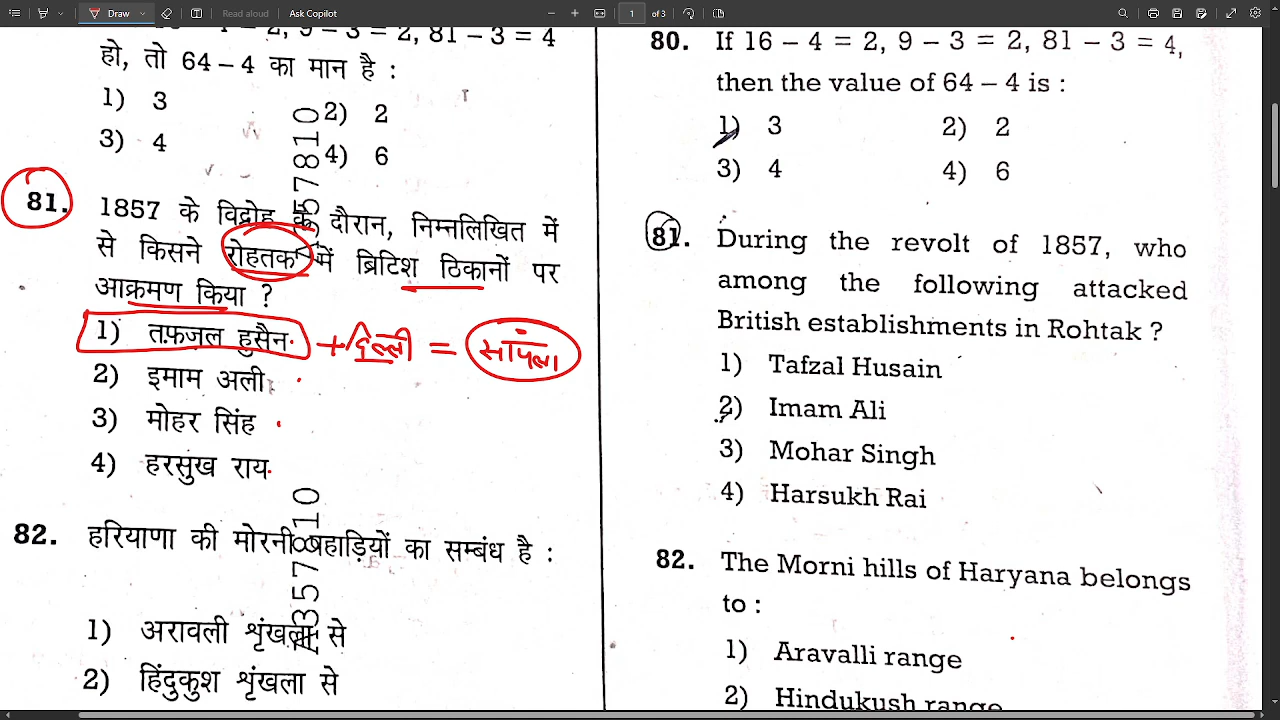 Draw
Read aloud
Ask Copilot
1
of 3
2, 9 – 3 = 2, 81 – 3 = 4
हो, तो 64 – 4 का मान है :
1) 3
2) 2
3) 4
4) 6
81. 1857 के विद्रोह के दौरान, निम्नलिखित में
से किसने रोहतक में ब्रिटिश ठिकानों पर
आक्रमण किया ?
1) तफ़ज़ल हुसैन + दिल्ली = सांपला
2) इमाम अली
3) मोहर सिंह
4) हरसुख राय
82. हरियाणा की मोरनी पहाड़ियों का सम्बंध है :
1) अरावली शृंखला से
2) हिंदुकुश शृंखला से
80. If 16 – 4 = 2, 9 – 3 = 2, 81 – 3 = 4,
then the value of 64 – 4 is :
1) 3
2) 2
3) 4
4) 6
81. During the revolt of 1857, who
among the following attacked
British establishments in Rohtak ?
1) Tafzal Husain
2) Imam Ali
3) Mohar Singh
4) Harsukh Rai
82. The Morni hills of Haryana belongs
to :
1) Aravalli range
2) Hindukush range